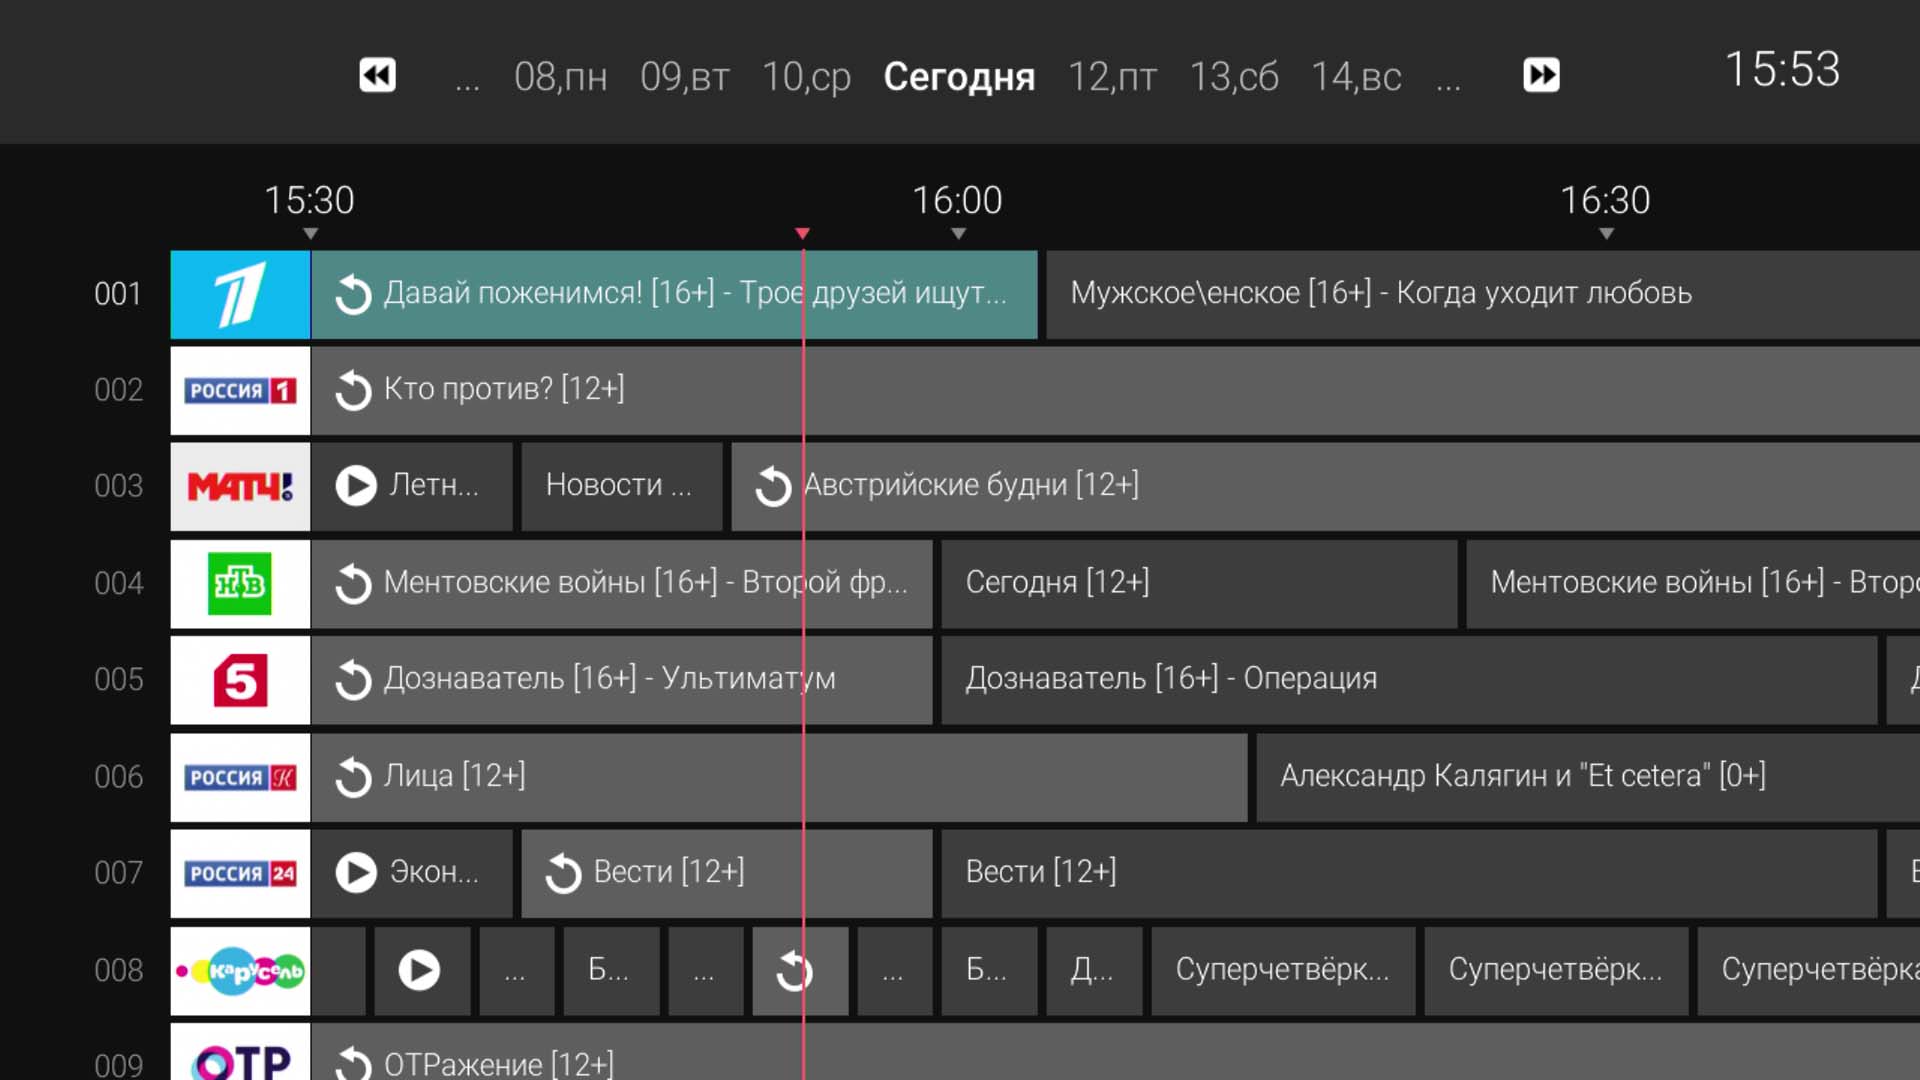 ... 08,пн 09,вт 10,ср Сегодня 12,пт 13,сб 14,вс ... 15:53
15:30 16:00 16:30
001 Давай поженимся! [16+] - Трое друзей ищут... Мужское\енское [16+] - Когда уходит любовь
002 РОССИЯ 1 Кто против? [12+]
003 МАТЧ! Летн... Новости ... Австрийские будни [12+]
004 НТВ Ментовские войны [16+] - Второй фр... Сегодня [12+] Ментовские войны [16+] - Втор
005 5 Дознаватель [16+] - Ультиматум Дознаватель [16+] - Операция
006 РОССИЯ К Лица [12+] Александр Калягин и "Et cetera" [0+]
007 РОССИЯ 24 Экон... Вести [12+] Вести [12+]
008 Карусель ... Б... ... ... Б... Д... Суперчетвёрк... Суперчетвёрк... Суперчетвёрка
009 ОТР ОТРажение [12+]